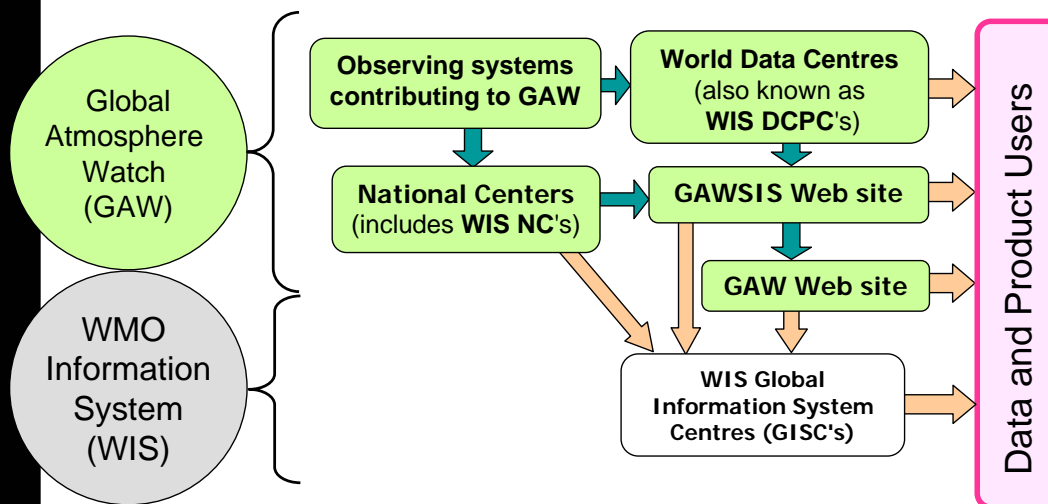 Global
Atmosphere
Watch
(GAW)
Observing systems
contributing to GAW
World Data Centres
(also known as
WIS DCPC's)
National Centers
(includes WIS NC's)
GAWSIS Web site
GAW Web site
WMO
Information
System
(WIS)
WIS Global
Information System
Centres (GISC's)
Data and Product Users